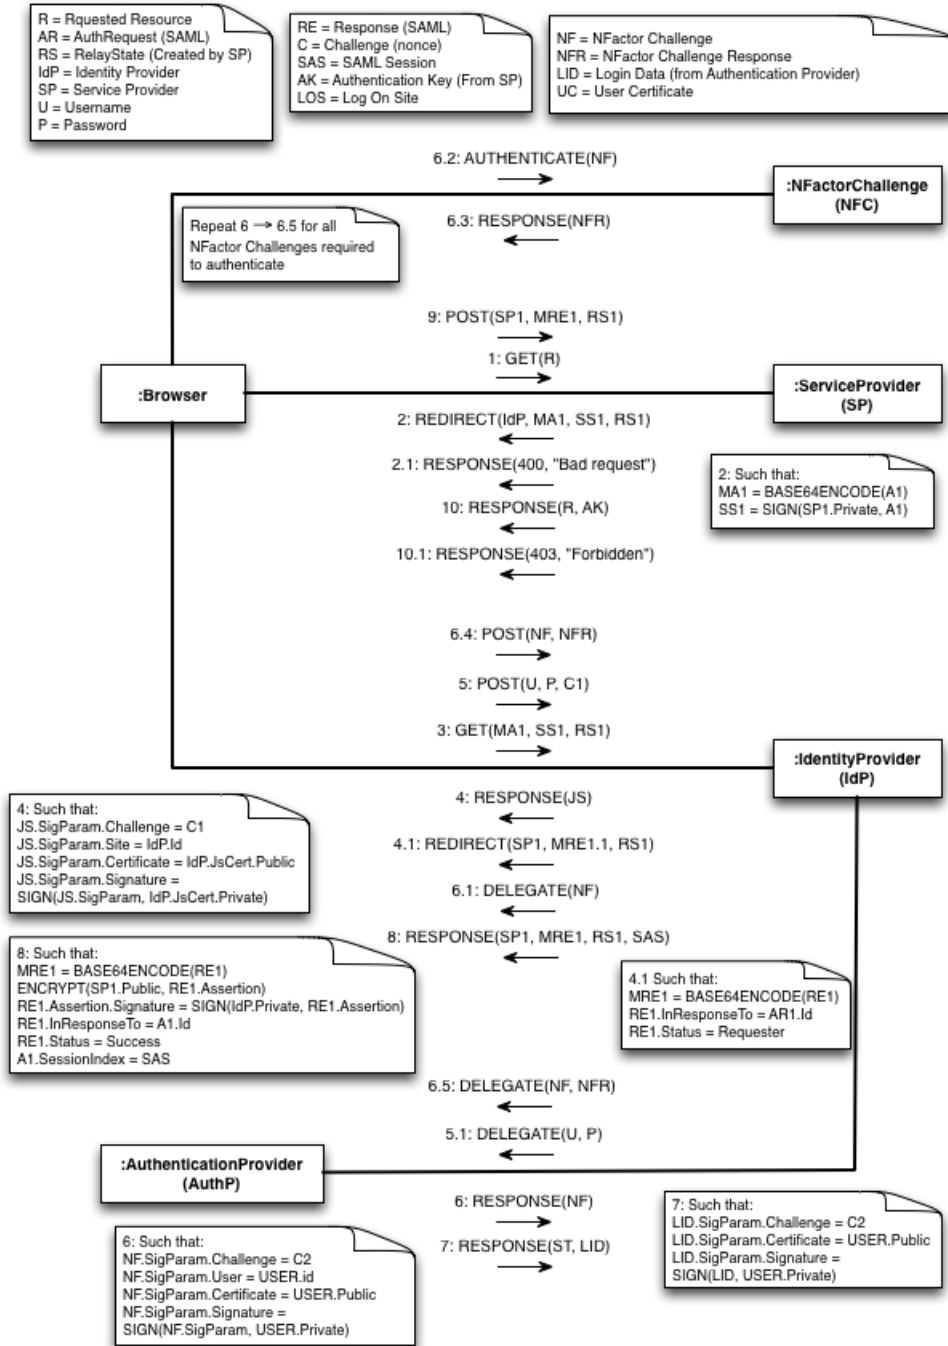 R = Rquested Resource
AR = AuthRequest (SAML)
RS = RelayState (Created by SP)
IdP = Identity Provider
SP = Service Provider
U = Username
P = Password
RE = Response (SAML)
C = Challenge (nonce)
SAS = SAML Session
AK = Authentication Key (From SP)
LOS = Log On Site
NF = NFactor Challenge
NFR = NFactor Challenge Response
LID = Login Data (from Authentication Provider)
UC = User Certificate
6.2: AUTHENTICATE(NF)
:NFactorChallenge
(NFC)
Repeat 6 → 6.5 for all
NFactor Challenges required
to authenticate
6.3: RESPONSE(NFR)
9: POST(SP1, MRE1, RS1)
1: GET(R)
:Browser
:ServiceProvider
(SP)
2: REDIRECT(IdP, MA1, SS1, RS1)
2.1: RESPONSE(400, "Bad request")
10: RESPONSE(R, AK)
10.1: RESPONSE(403, "Forbidden")
2: Such that:
MA1 = BASE64ENCODE(A1)
SS1 = SIGN(SP1.Private, A1)
6.4: POST(NF, NFR)
5: POST(U, P, C1)
3: GET(MA1, SS1, RS1)
:IdentityProvider
(IdP)
4: RESPONSE(JS)
4.1: REDIRECT(SP1, MRE1.1, RS1)
6.1: DELEGATE(NF)
8: RESPONSE(SP1, MRE1, RS1, SAS)
4: Such that:
JS.SigParam.Challenge = C1
JS.SigParam.Site = IdP.Id
JS.SigParam.Certificate = IdP.JsCert.Public
JS.SigParam.Signature =
SIGN(JS.SigParam, IdP.JsCert.Private)
8: Such that:
MRE1 = BASE64ENCODE(RE1)
ENCRYPT(SP1.Public, RE1.Assertion)
RE1.Assertion.Signature = SIGN(IdP.Private, RE1.Assertion)
RE1.InResponseTo = A1.Id
RE1.Status = Success
A1.SessionIndex = SAS
4.1 Such that:
MRE1 = BASE64ENCODE(RE1)
RE1.InResponseTo = AR1.Id
RE1.Status = Requester
6.5: DELEGATE(NF, NFR)
5.1: DELEGATE(U, P)
:AuthenticationProvider
(AuthP)
6: RESPONSE(NF)
7: RESPONSE(ST, LID)
6: Such that:
NF.SigParam.Challenge = C2
NF.SigParam.User = USER.id
NF.SigParam.Certificate = USER.Public
NF.SigParam.Signature =
SIGN(NF.SigParam, USER.Private)
7: Such that:
LID.SigParam.Challenge = C2
LID.SigParam.Certificate = USER.Public
LID.SigParam.Signature =
SIGN(LID, USER.Private)